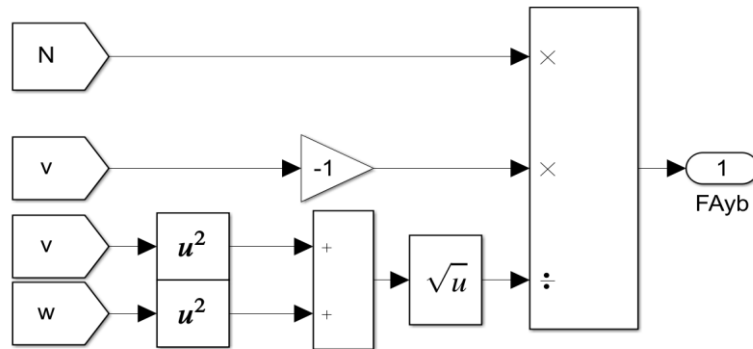 N
×
v
-1
×
1
FAyb
v
u²
+
√u
÷
w
u²
+